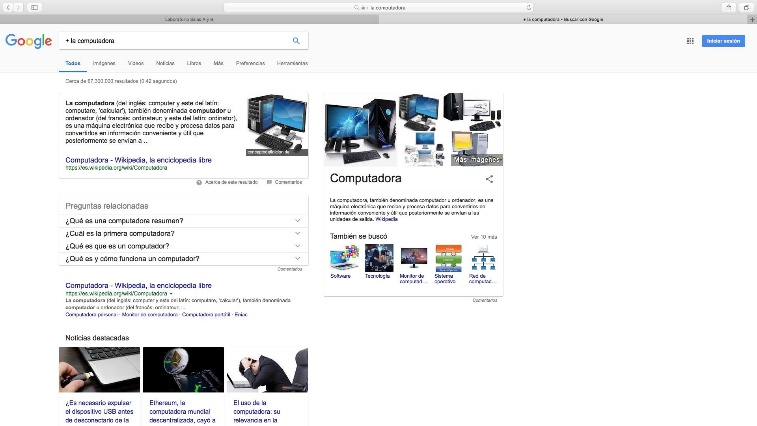 + la computadora
+ la computadora - Buscar con Google
Google
+ la computadora
Iniciar sesión
Todos Imágenes Vídeos Noticias Libros Más Preferencias Herramientas
Cerca de 67,300,000 resultados (0.42 segundos)
La computadora (del inglés: computer y este del latín:
computare, 'calcular'), también denominada computador u
ordenador (del francés: ordinateur; y este del latín: ordinator),
es una máquina electrónica que recibe y procesa datos para
convertirlos en información conveniente y útil que
posteriormente se envían a ...
conceptodefinicion.de
Computadora - Wikipedia, la enciclopedia libre
https://es.wikipedia.org/wiki/Computadora
Acerca de este resultado Comentarios
Preguntas relacionadas
¿Qué es una computadora resumen?
¿Cuál es la primera computadora?
¿Qué es que es un computador?
¿Qué es y cómo funciona un computador?
Comentarios
Computadora - Wikipedia, la enciclopedia libre
https://es.wikipedia.org/wiki/Computadora
La computadora (del inglés: computer y este del latín: computare, 'calcular'), también denominada
computador u ordenador (del francés: ordinateur; ...
Computadora personal - Monitor de computadora - Computadora portátil - Eniac
Noticias destacadas
¿Es necesario expulsar
el dispositivo USB antes
de desconectarlo de la
Ethereum, la
computadora mundial
descentralizada, cayó a
El uso de la
computadora: su
relevancia en la
Más imágenes
Computadora
La computadora, también denominada computador u ordenador, es una
máquina electrónica que recibe y procesa datos para convertirlos en
información conveniente y útil que posteriormente se envían a las
unidades de salida. Wikipedia
También se buscó
Ver 10 más
Software
Tecnología
Monitor de
computad...
Sistema
operativo
Red de
computac...
Comentarios